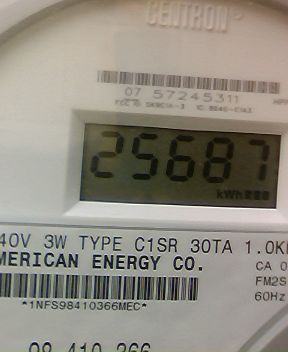 CENTRON®
07 57245311
25687
kWh
40V 3W TYPE C1SR 30TA 1.0K
MERICAN ENERGY CO.
CA 0
FM2S
60Hz
*1NFS98410366MEC*
98 410 366